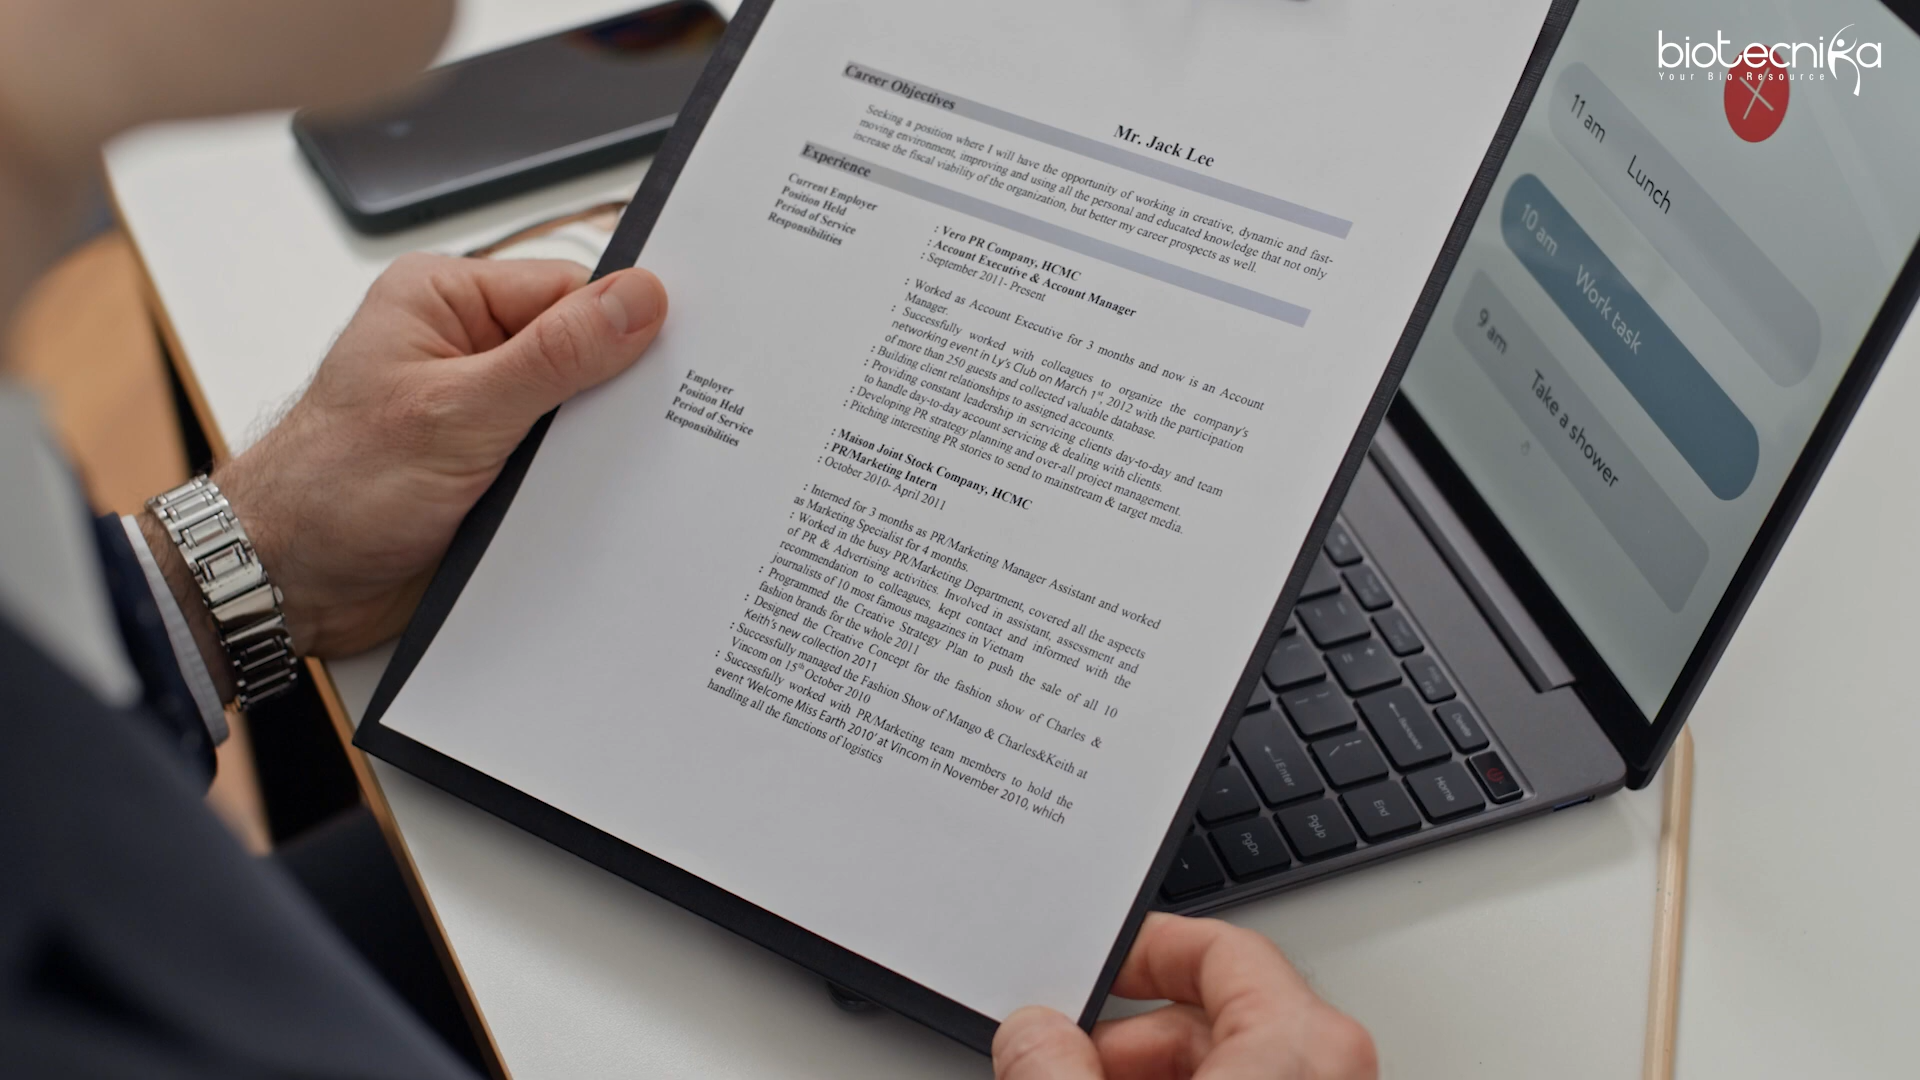 biotecnika
Your Bio Resource
Mr. Jack Lee
Career Objectives
Seeking a position where I will have the opportunity of working in creative, dynamic and fast-
moving environment, improving and using all the personal and educated knowledge that not only
increase the fiscal viability of the organization, but better my career prospects as well.
Experience
Current Employer : Vero PR Company, HCMC
Position Held : Account Executive & Account Manager
Period of Service : September 2011- Present
Responsibilities
: Worked as Account Executive for 3 months and now is an Account
Manager.
: Successfully worked with colleagues to organize the company's
networking event in Ly's Club on March 1st, 2012 with the participation
of more than 250 guests and collected valuable database.
: Building client relationships to assigned accounts.
: Providing constant leadership in servicing clients day-to-day and team
to handle day-to-day account servicing & dealing with clients.
: Developing PR strategy planning and over-all project management.
: Pitching interesting PR stories to send to mainstream & target media.
Employer : Maison Joint Stock Company, HCMC
Position Held : PR/Marketing Intern
Period of Service : October 2010- April 2011
Responsibilities
: Interned for 3 months as PR/Marketing Manager Assistant and worked
as Marketing Specialist for 4 months.
: Worked in the busy PR/Marketing Department, covered all the aspects
of PR & Advertising activities. Involved in assistant, assessment and
recommendation to colleagues, kept contact and informed with the
journalists of 10 most famous magazines in Vietnam
: Programmed the Creative Strategy Plan to push the sale of all 10
fashion brands for the whole 2011
: Designed the Creative Concept for the fashion show of Charles &
Keith's new collection 2011
: Successfully managed the Fashion Show of Mango & Charles&Keith at
Vincom on 15th October 2010
: Successfully worked with PR/Marketing team members to hold the
event 'Welcome Miss Earth 2010' at Vincom in November 2010, which
handling all the functions of logistics
11 am Lunch
10 am Work task
9 am Take a shower
Backspace
Delete
Enter
Home
End
PgUp
PgDn